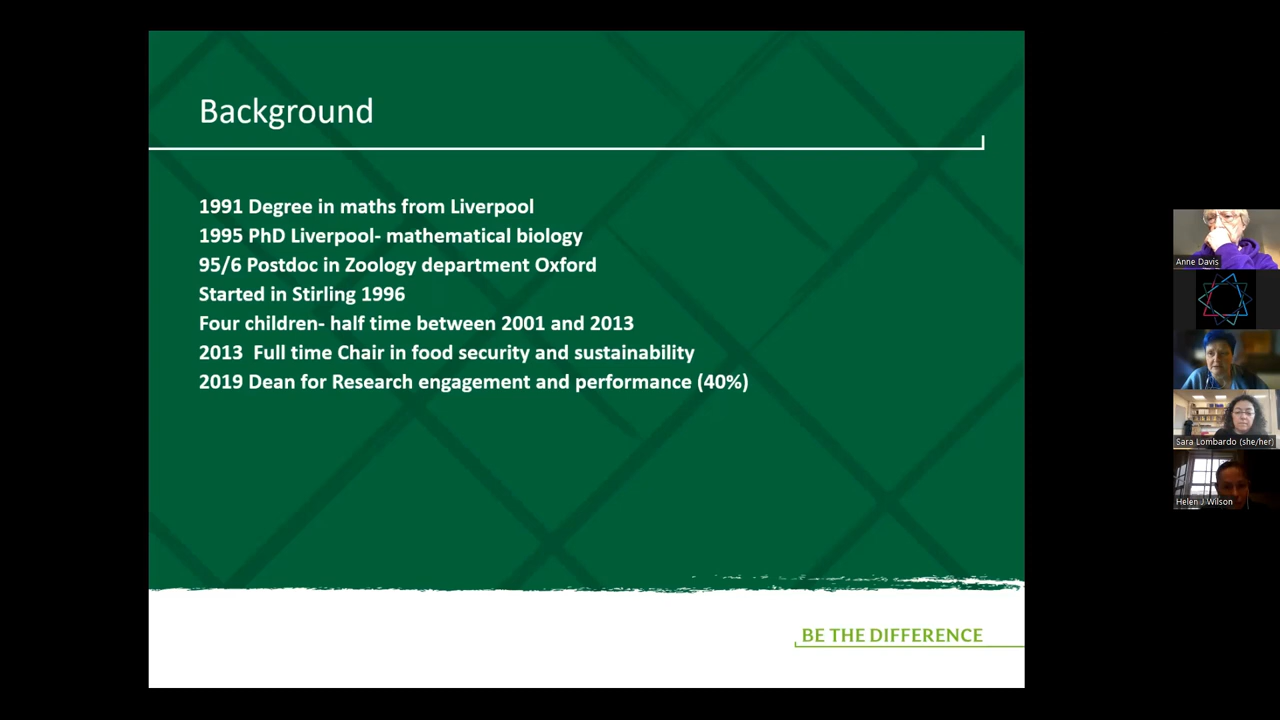 Background
1991 Degree in maths from Liverpool
1995 PhD Liverpool- mathematical biology
95/6 Postdoc in Zoology department Oxford
Started in Stirling 1996
Four children- half time between 2001 and 2013
2013  Full time Chair in food security and sustainability
2019 Dean for Research engagement and performance (40%)
BE THE DIFFERENCE
Anne Davis
Sara Lombardo (she/her)
Helen J Wilson